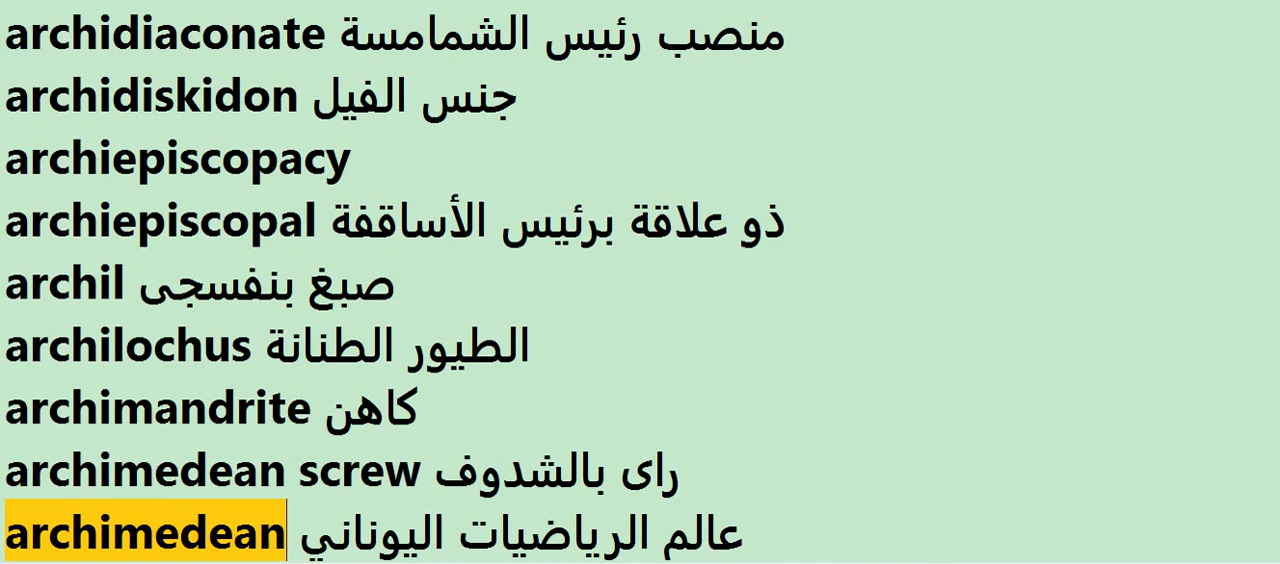 archidiaconate منصب رئيس الشمامسة
archidiskidon جنس الفيل
archiepiscopacy
archiepiscopal ذو علاقة برئيس الأساقفة
archil صبغ بنفسجى
archilochus الطيور الطنانة
archimandrite كاهن
archimedean screw راى بالشدوف
archimedean عالم الرياضيات اليوناني